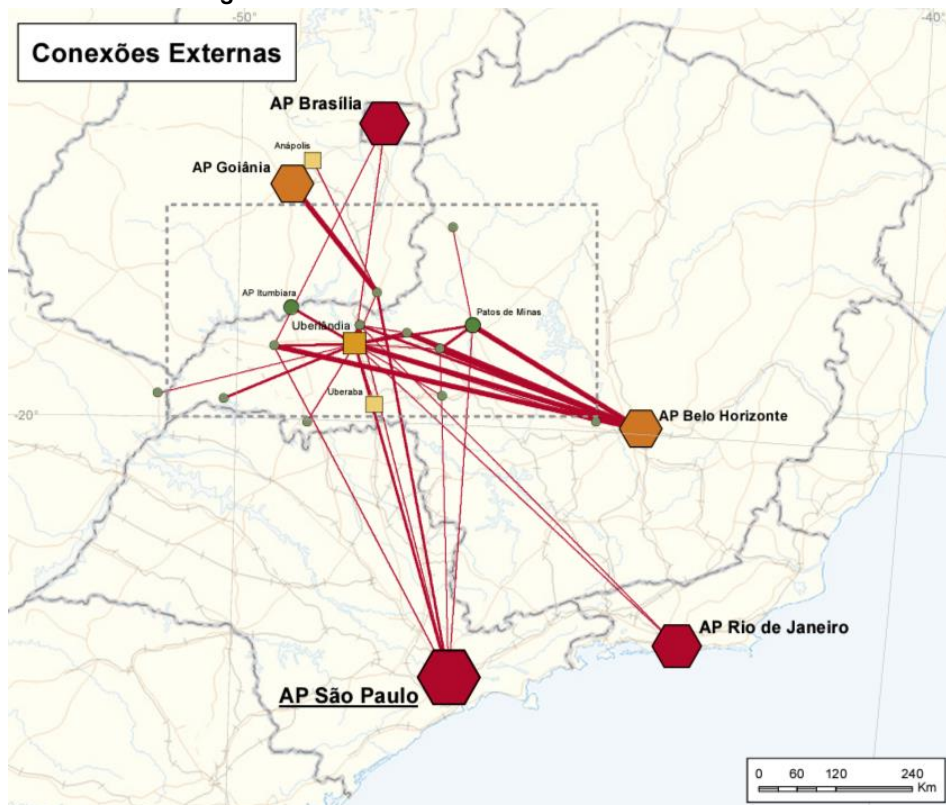 -50°
-40°
Conexões Externas
AP Brasília
Anápolis
AP Goiânia
AP Itumbiara
Patos de Minas
Uberlândia
Uberaba
-20°
AP Belo Horizonte
AP Rio de Janeiro
AP São Paulo
0 60 120 240
Km